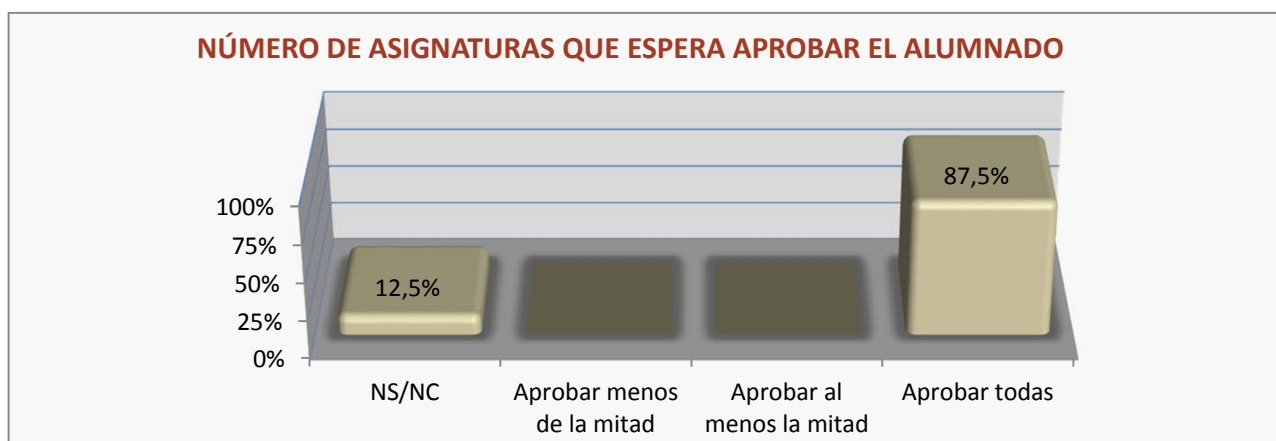 NÚMERO DE ASIGNATURAS QUE ESPERA APROBAR EL ALUMNADO
100%
75%
50%
25%
0%
12,5%
87,5%
NS/NC
Aprobar menos
de la mitad
Aprobar al
menos la mitad
Aprobar todas